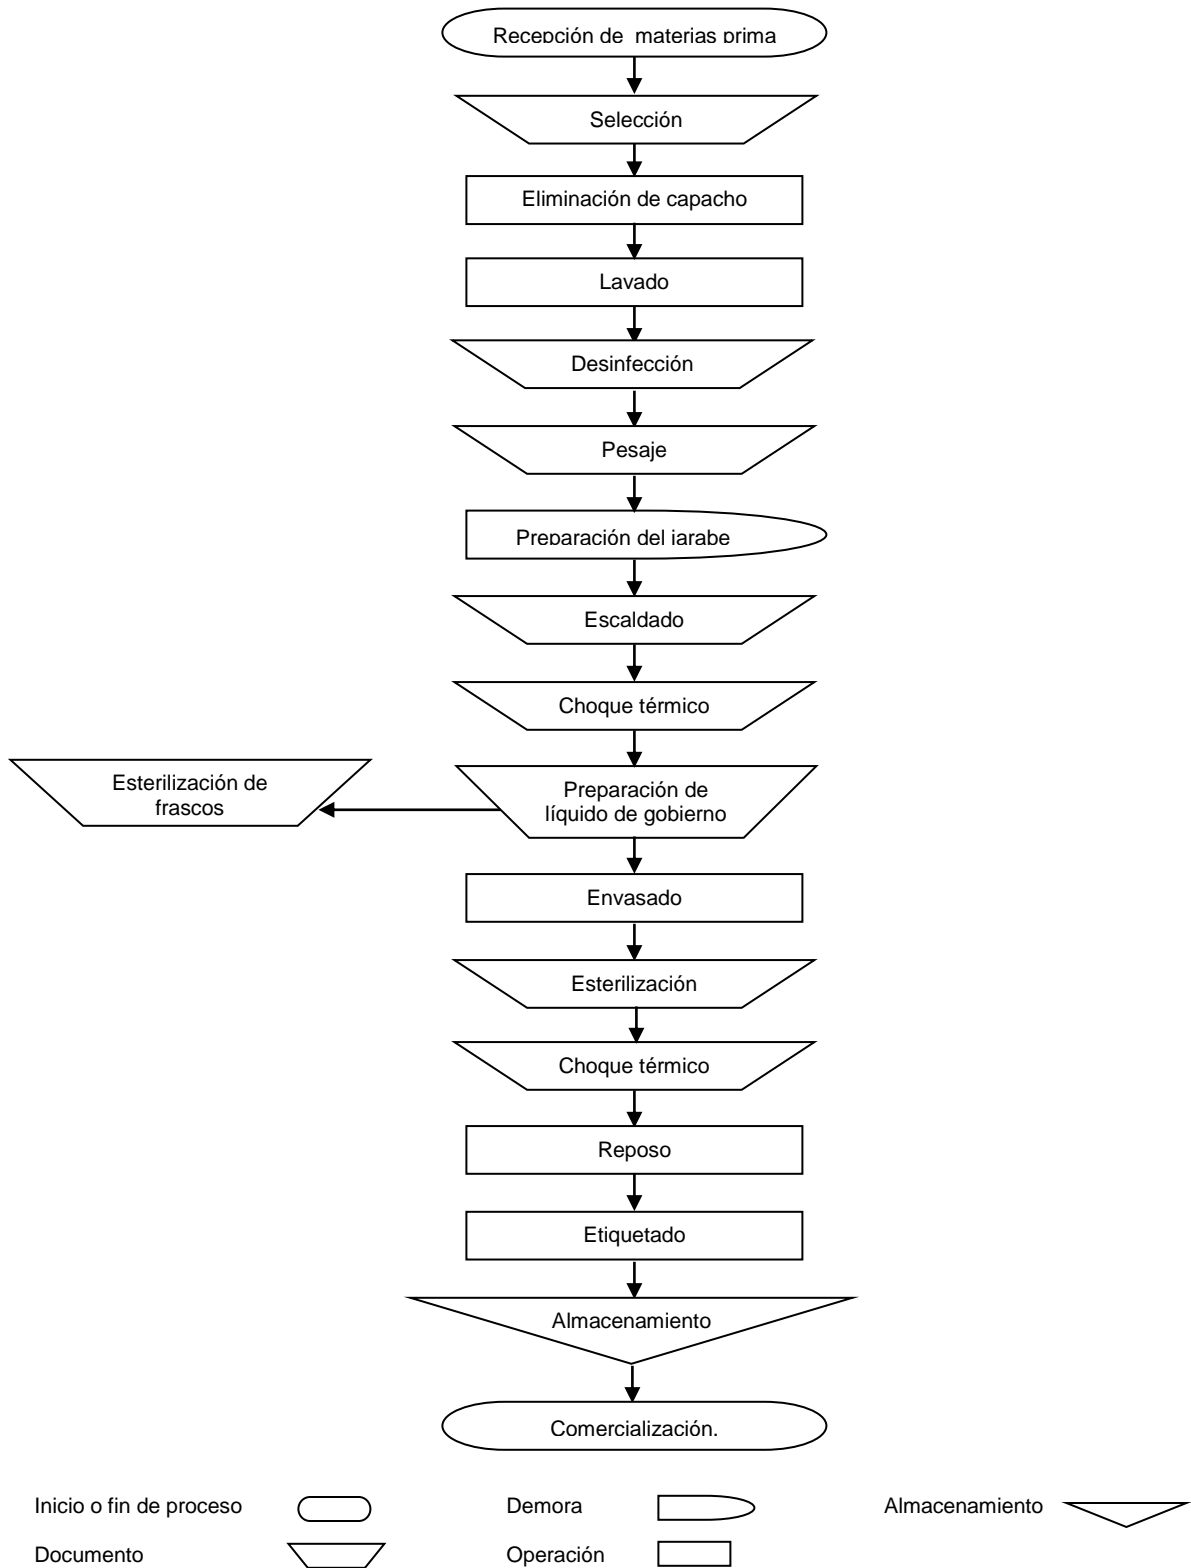 Recepción de materias prima
Selección
Eliminación de capacho
Lavado
Desinfección
Pesaje
Preparación del jarabe
Escaldado
Choque térmico
Esterilización de
frascos
Preparación de
líquido de gobierno
Envasado
Esterilización
Choque térmico
Reposo
Etiquetado
Almacenamiento
Comercialización.
Inicio o fin de proceso
Demora
Almacenamiento
Documento
Operación